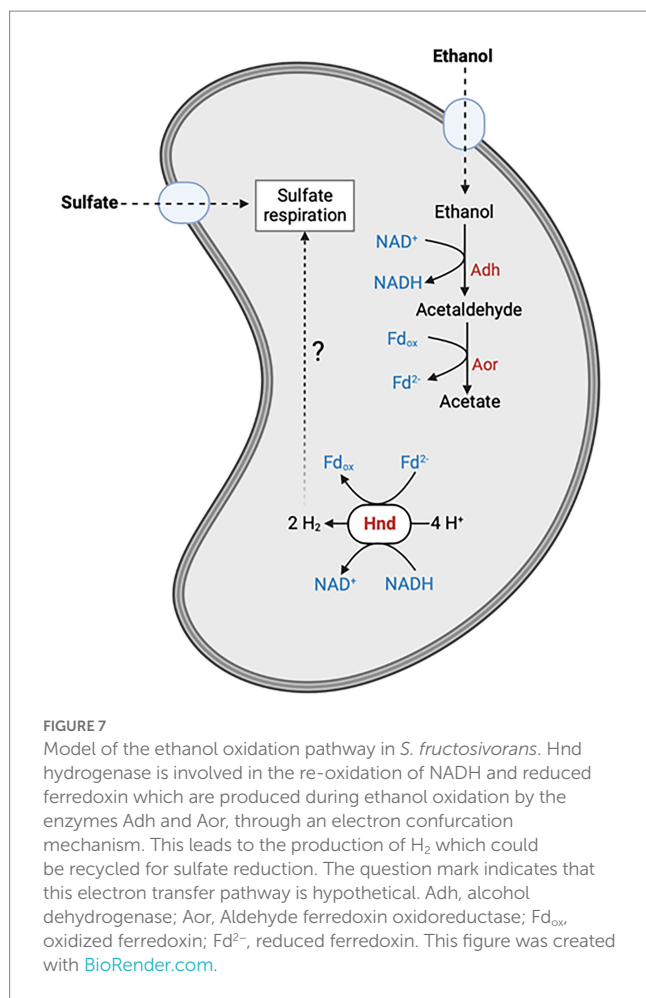 Ethanol
Sulfate
Sulfate
respiration
Ethanol
NAD⁺
Adh
NADH
Acetaldehyde
Fdₒₓ
Aor
Fd²⁻
Acetate
?
Fdₒₓ
Fd²⁻
2 H₂
Hnd
4 H⁺
NAD⁺
NADH
FIGURE 7
Model of the ethanol oxidation pathway in S. fructosivorans. Hnd
hydrogenase is involved in the re-oxidation of NADH and reduced
ferredoxin which are produced during ethanol oxidation by the
enzymes Adh and Aor, through an electron confurcation
mechanism. This leads to the production of H₂ which could
be recycled for sulfate reduction. The question mark indicates that
this electron transfer pathway is hypothetical. Adh, alcohol
dehydrogenase; Aor, Aldehyde ferredoxin oxidoreductase; Fdₒₓ,
oxidized ferredoxin; Fd²⁻, reduced ferredoxin. This figure was created
with BioRender.com.